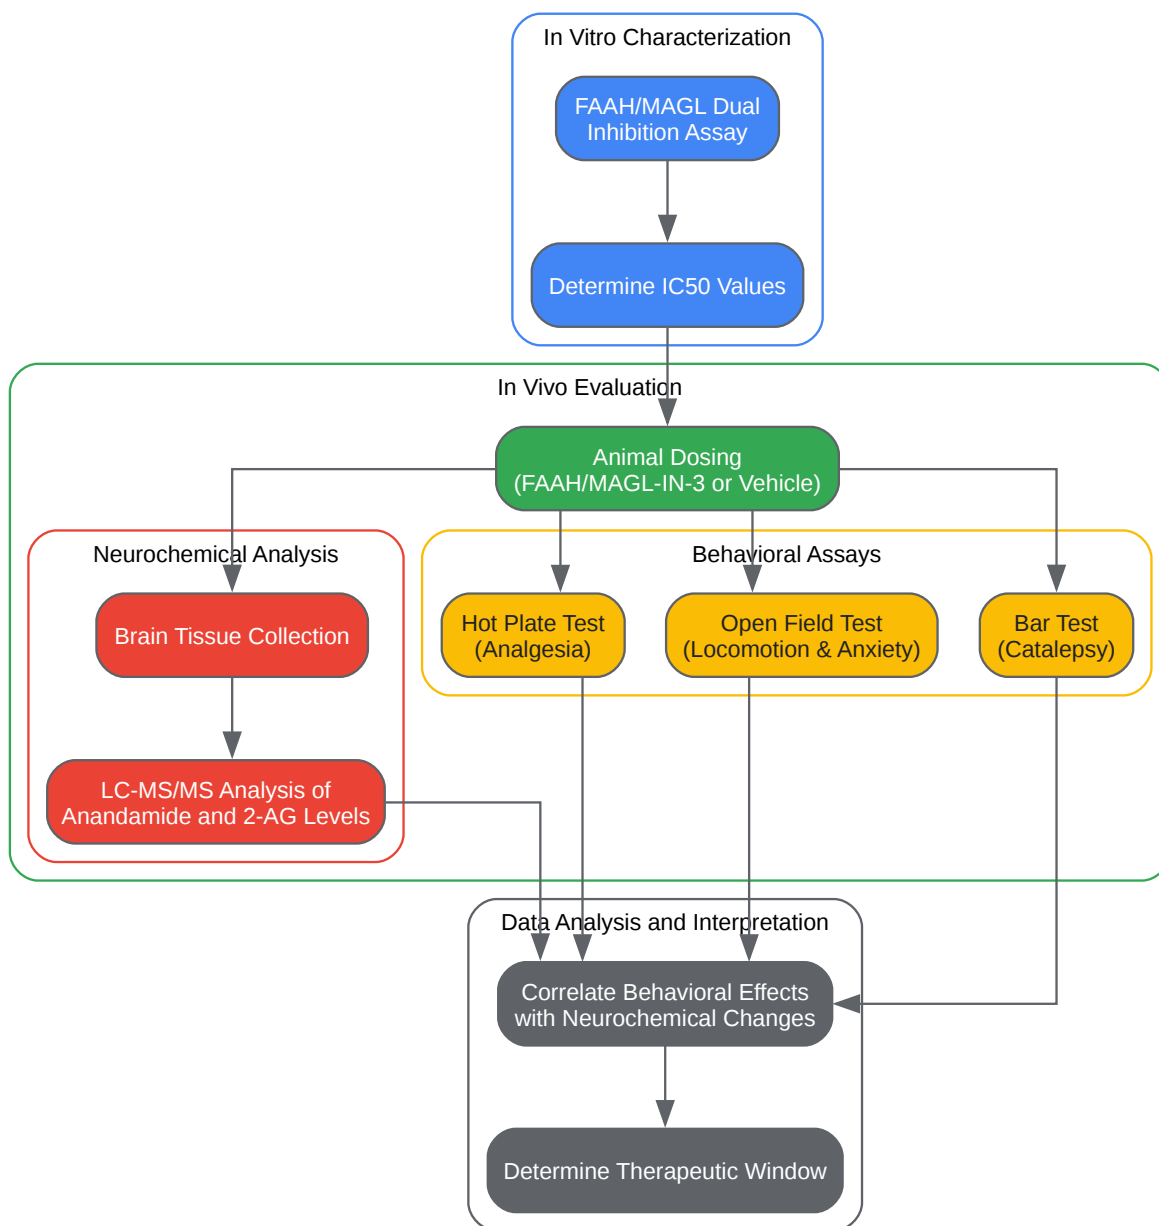 In Vitro Characterization
FAAH/MAGL Dual
Inhibition Assay
Determine IC50 Values
In Vivo Evaluation
Animal Dosing
(FAAH/MAGL-IN-3 or Vehicle)
Neurochemical Analysis
Behavioral Assays
Brain Tissue Collection
Hot Plate Test
(Analgesia)
Open Field Test
(Locomotion & Anxiety)
Bar Test
(Catalepsy)
LC-MS/MS Analysis of
Anandamide and 2-AG Levels
Data Analysis and Interpretation
Correlate Behavioral Effects
with Neurochemical Changes
Determine Therapeutic Window